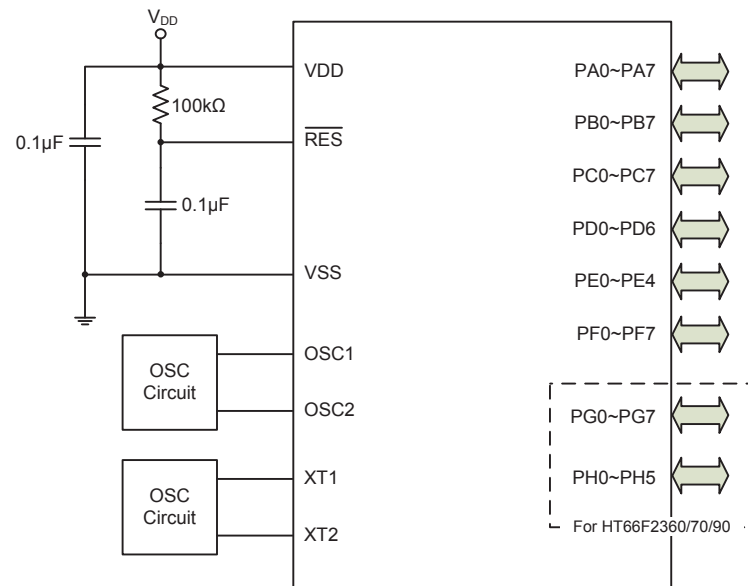 VDD
VDD
100kΩ
RES
0.1µF
0.1µF
VSS
OSC
Circuit
OSC1
OSC2
OSC
Circuit
XT1
XT2
PA0~PA7
PB0~PB7
PC0~PC7
PD0~PD6
PE0~PE4
PF0~PF7
PG0~PG7
PH0~PH5
For HT66F2360/70/90